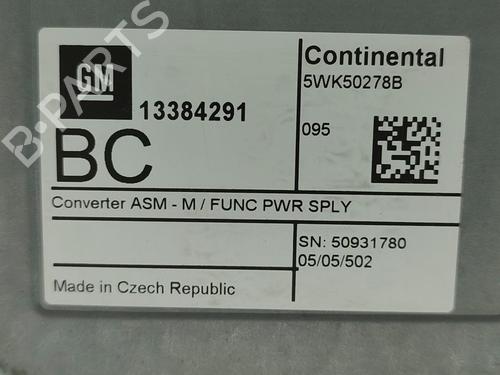 GM
13384291
BC
Continental
5WK50278B
095
Converter ASM - M / FUNC PWR SPLY
SN: 50931780
05/05/502
Made in Czech Republic
B-PARTS